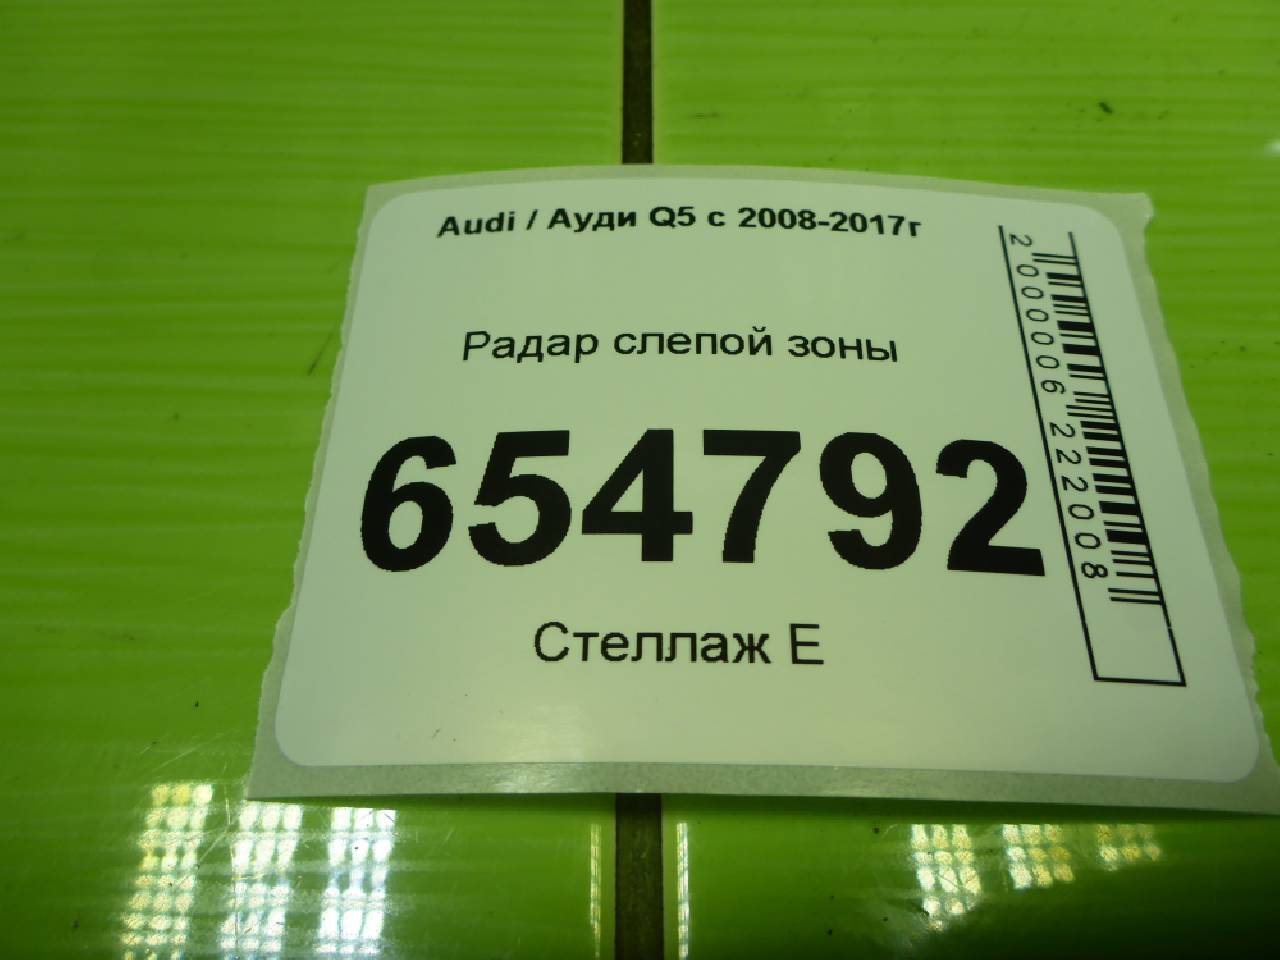 Audi / Ауди Q5 с 2008-2017г
Радар слепой зоны
654792
Стеллаж Е
2000006222008